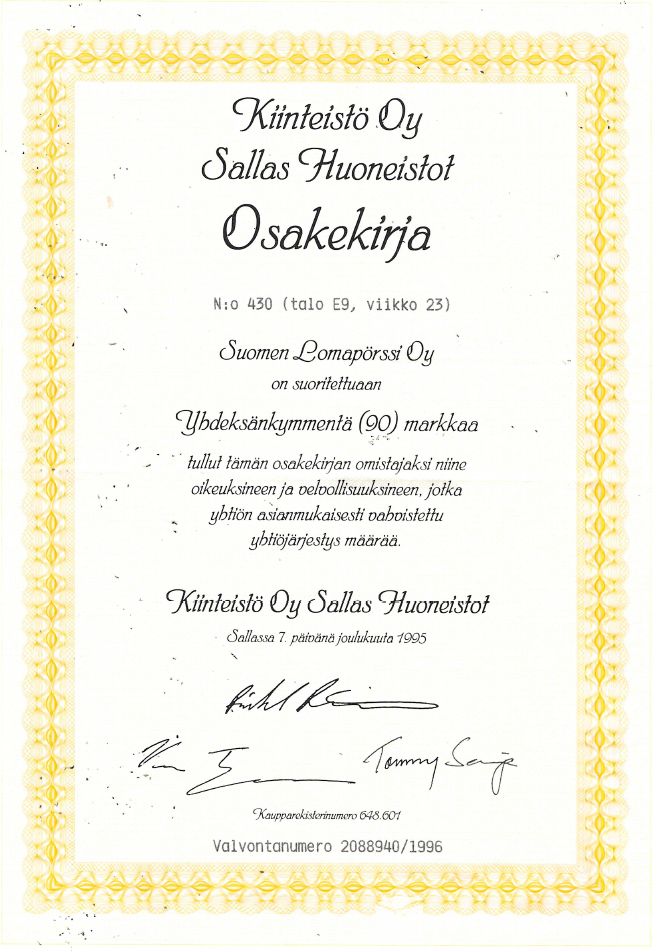 Kiinteistö Oy
Sallas Huoneistot
Osakekirja
N:o 430 (talo E9, viikko 23)
Suomen Lomapörssi Oy
on suoritettuaan
Yhdeksänkymmentä (90) markkaa
tullut tämän osakekirjan omistajaksi niine
oikeuksineen ja velvollisuuksineen, jotka
yhtiön asianmukaisesti vahvistettu
yhtiöjärjestys määrää.
Kiinteistö Oy Sallas Huoneistot
Sallassa 7. päivänä joulukuuta 1995
Tommy
Kaupparekisterinumero 648.601
Valvontanumero 2088940/1996